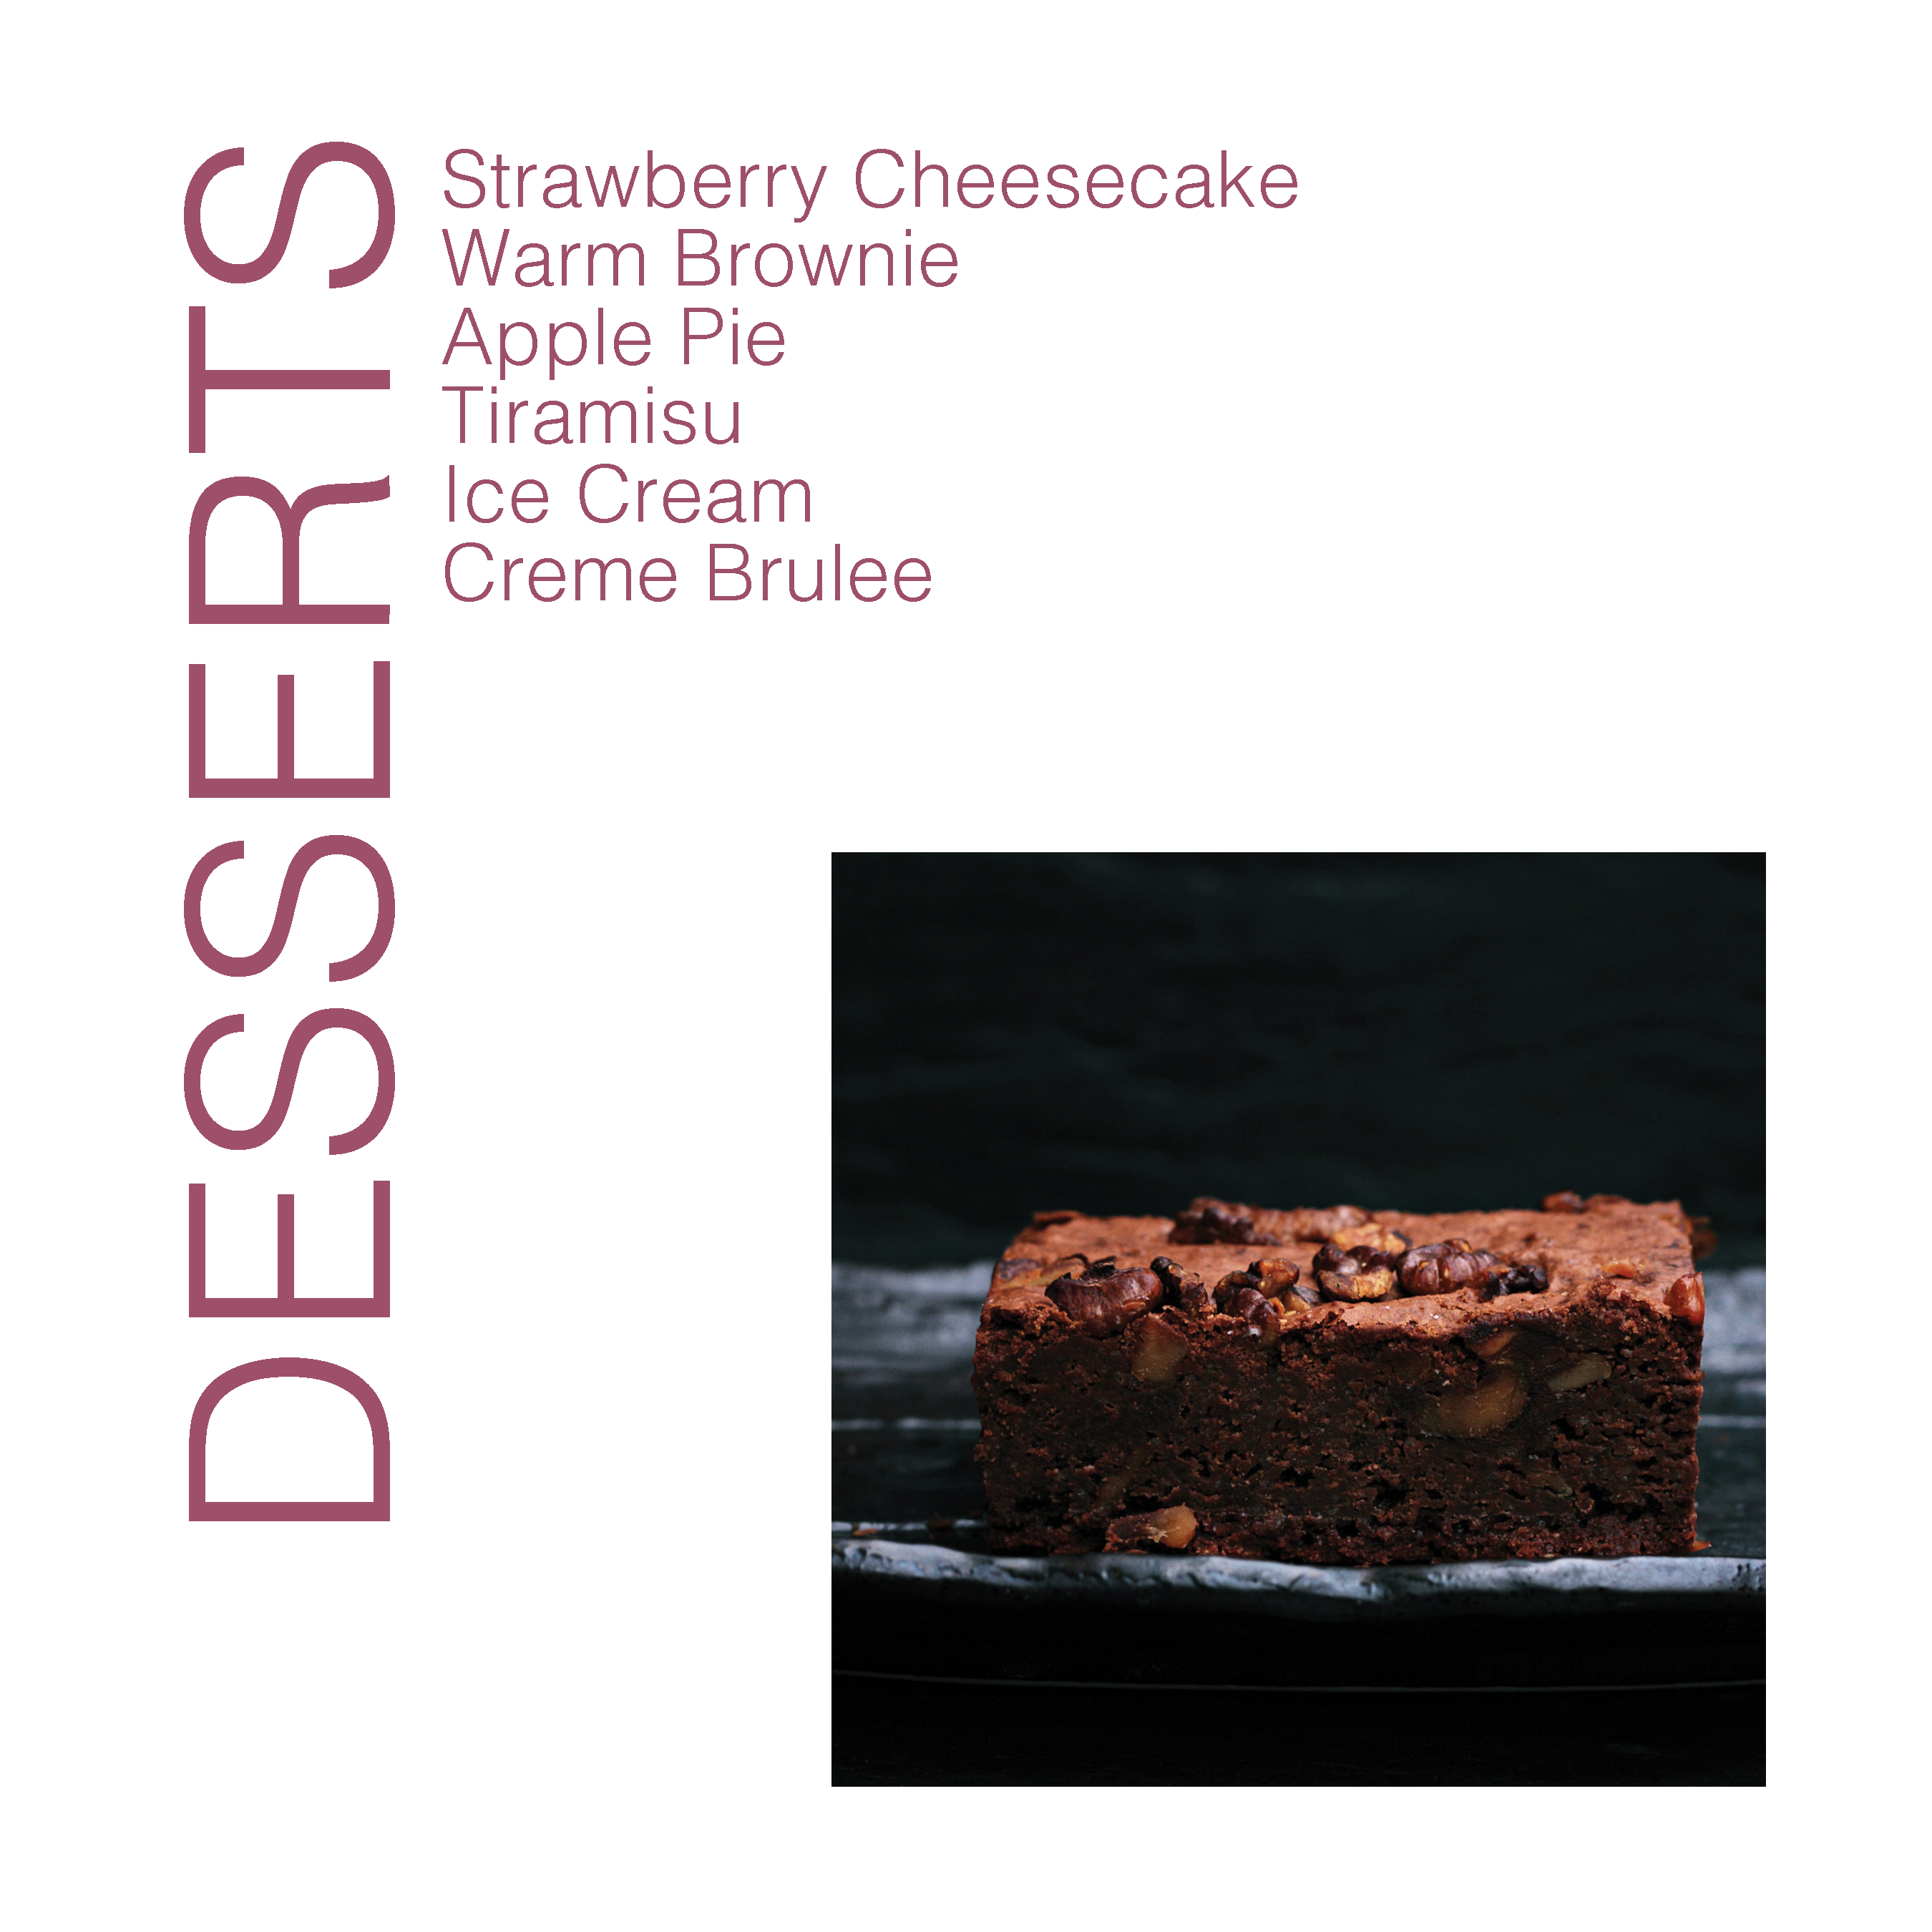 DESSERTS
Strawberry Cheesecake
Warm Brownie
Apple Pie
Tiramisu
Ice Cream
Creme Brulee